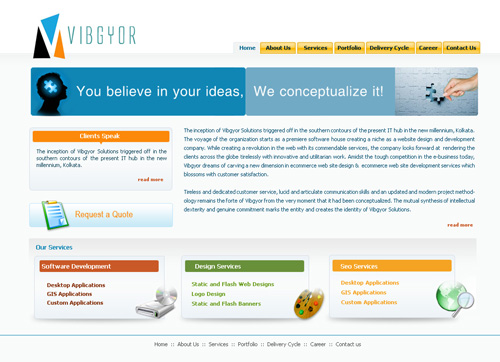 VIBGYOR
Home
About Us
Services
Portfolio
Delivery Cycle
Career
Contact Us
You believe in your ideas, We conceptualize it!
Clients Speak
The inception of Vibgyor Solutions triggered off in the
southern contours of the present IT hub in the new
millennium, Kolkata.
read more
Request a Quote
The inception of Vibgyor Solutions triggered off in the southern contours of the present IT hub in the new millennium, Kolkata.
The voyage of the organization starts as a premiere software house creating a niche as a website design and development
company. While creating a revolution in the web with its commendable services, the company looks forward at rendering the
clients across the globe tirelessly with innovative and utilitarian work. Amidst the tough competition in the e-business today,
Vibgyor dreams of carving a new dimension in ecommerce web site design & ecommerce web site development services which
blossoms with customer satisfaction.
Timeless and dedicated customer service, lucid and articulate communication skills and an updated and modern project method-
ology remains the forte of Vibgyor from the very moment that it had been conceptualized. The mutual synthesis of intellectual
dexterity and genuine commitment marks the entity and creates the identity of Vibgyor Solutions.
read more
Our Services
Software Development
Desktop Applications
GIS Applications
Custom Applications
Design Services
Static and Flash Web Designs
Logo Design
Static and Flash Banners
Seo Services
Desktop Applications
GIS Applications
Custom Applications
Home :: About Us :: Services :: Portfolio :: Delivery Cycle :: Career :: Contact us